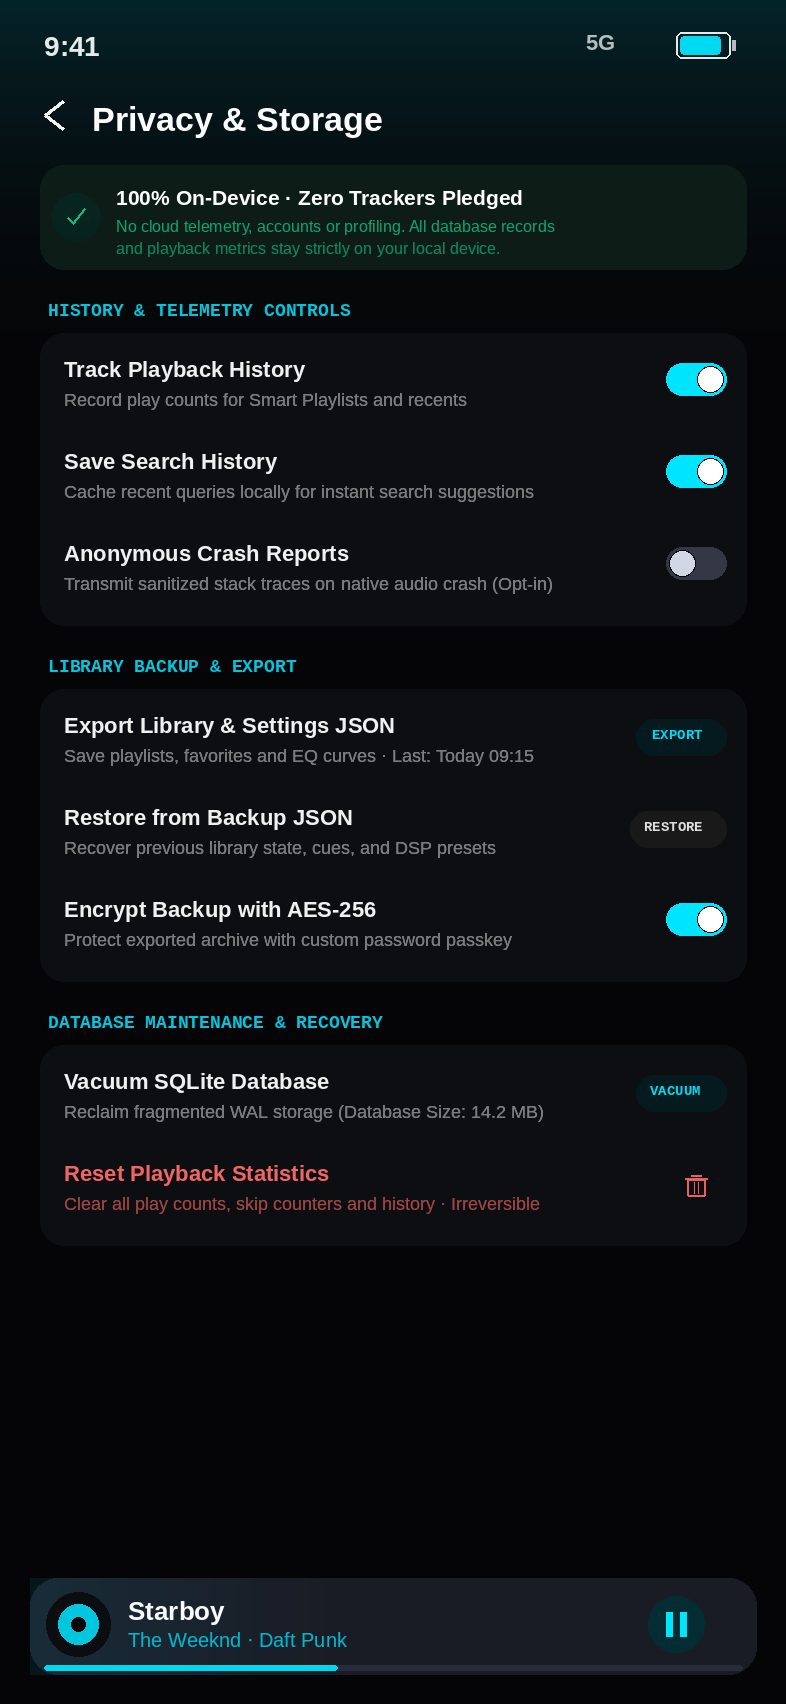 9:41
5G
Privacy & Storage
100% On-Device · Zero Trackers Pledged
No cloud telemetry, accounts or profiling. All database records
and playback metrics stay strictly on your local device.
HISTORY & TELEMETRY CONTROLS
Track Playback History
Record play counts for Smart Playlists and recents
Save Search History
Cache recent queries locally for instant search suggestions
Anonymous Crash Reports
Transmit sanitized stack traces on native audio crash (Opt-in)
LIBRARY BACKUP & EXPORT
Export Library & Settings JSON
EXPORT
Save playlists, favorites and EQ curves · Last: Today 09:15
Restore from Backup JSON
RESTORE
Recover previous library state, cues, and DSP presets
Encrypt Backup with AES-256
Protect exported archive with custom password passkey
DATABASE MAINTENANCE & RECOVERY
Vacuum SQLite Database
VACUUM
Reclaim fragmented WAL storage (Database Size: 14.2 MB)
Reset Playback Statistics
Clear all play counts, skip counters and history · Irreversible
Starboy
The Weeknd · Daft Punk